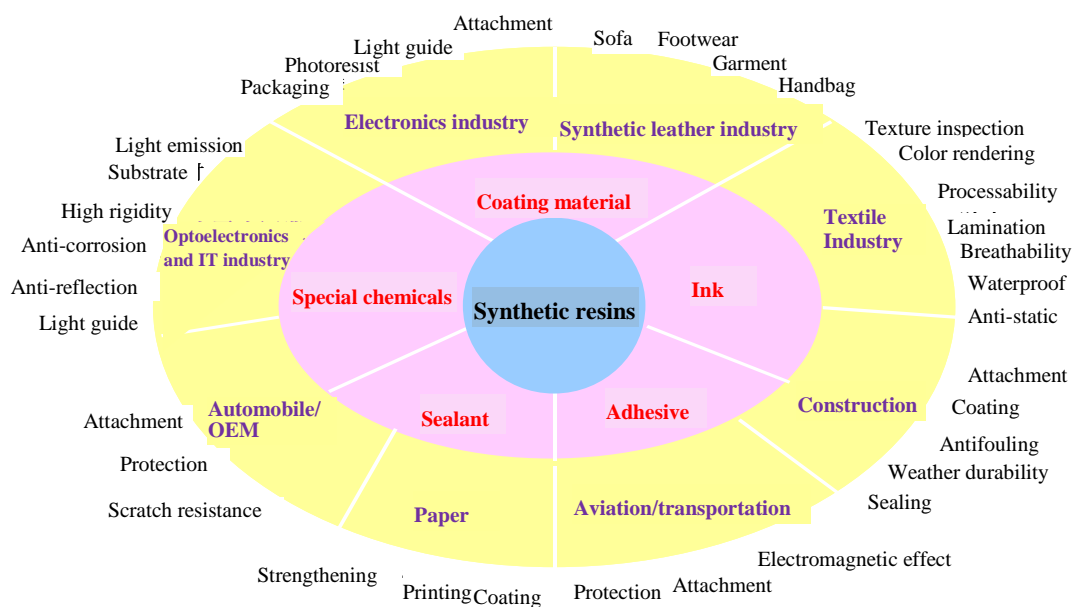 Attachment
Sofa
Footwear
Light guide
Garment
Photoresist
Handbag
Packaging
Electronics industry
Synthetic leather industry
Texture inspection
Color rendering
Light emission
Substrate
Processability
High rigidity
Coating material
Textile
Industry
Lamination
Breathability
Anti-corrosion
Optoelectronics
and IT industry
Waterproof
Anti-reflection
Special chemicals
Ink
Synthetic resins
Light guide
Anti-static
Attachment
Automobile/
OEM
Construction
Coating
Attachment
Sealant
Adhesive
Antifouling
Protection
Weather durability
Scratch resistance
Paper
Aviation/transportation
Sealing
Electromagnetic effect
Strengthening
Printing
Coating
Protection
Attachment